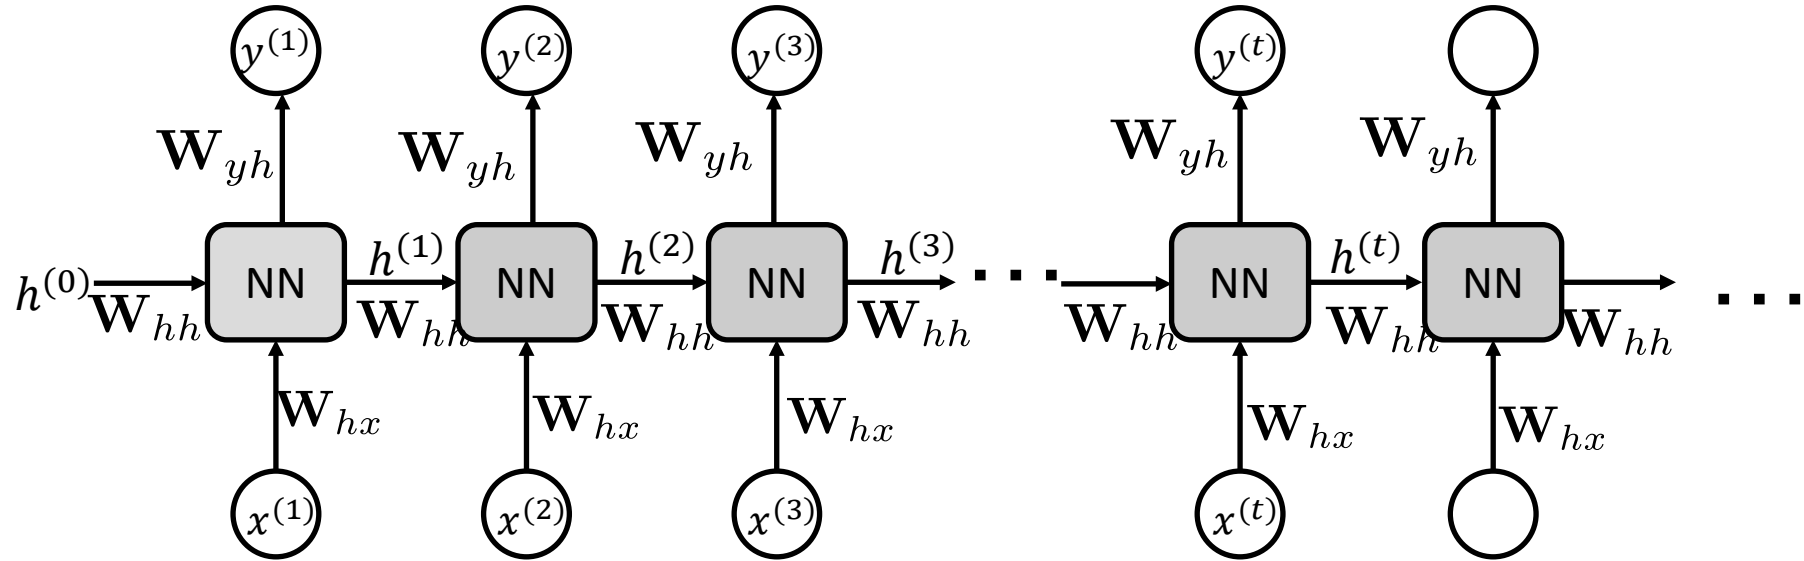 y^(1) y^(2) y^(3) y^(t)
W_yh W_yh W_yh W_yh W_yh
h^(0) NN h^(1) NN h^(2) NN h^(3) ... NN h^(t) NN ...
W_hh W_hh W_hh W_hh W_hh W_hh W_hh
W_hx W_hx W_hx W_hx W_hx
x^(1) x^(2) x^(3) x^(t)